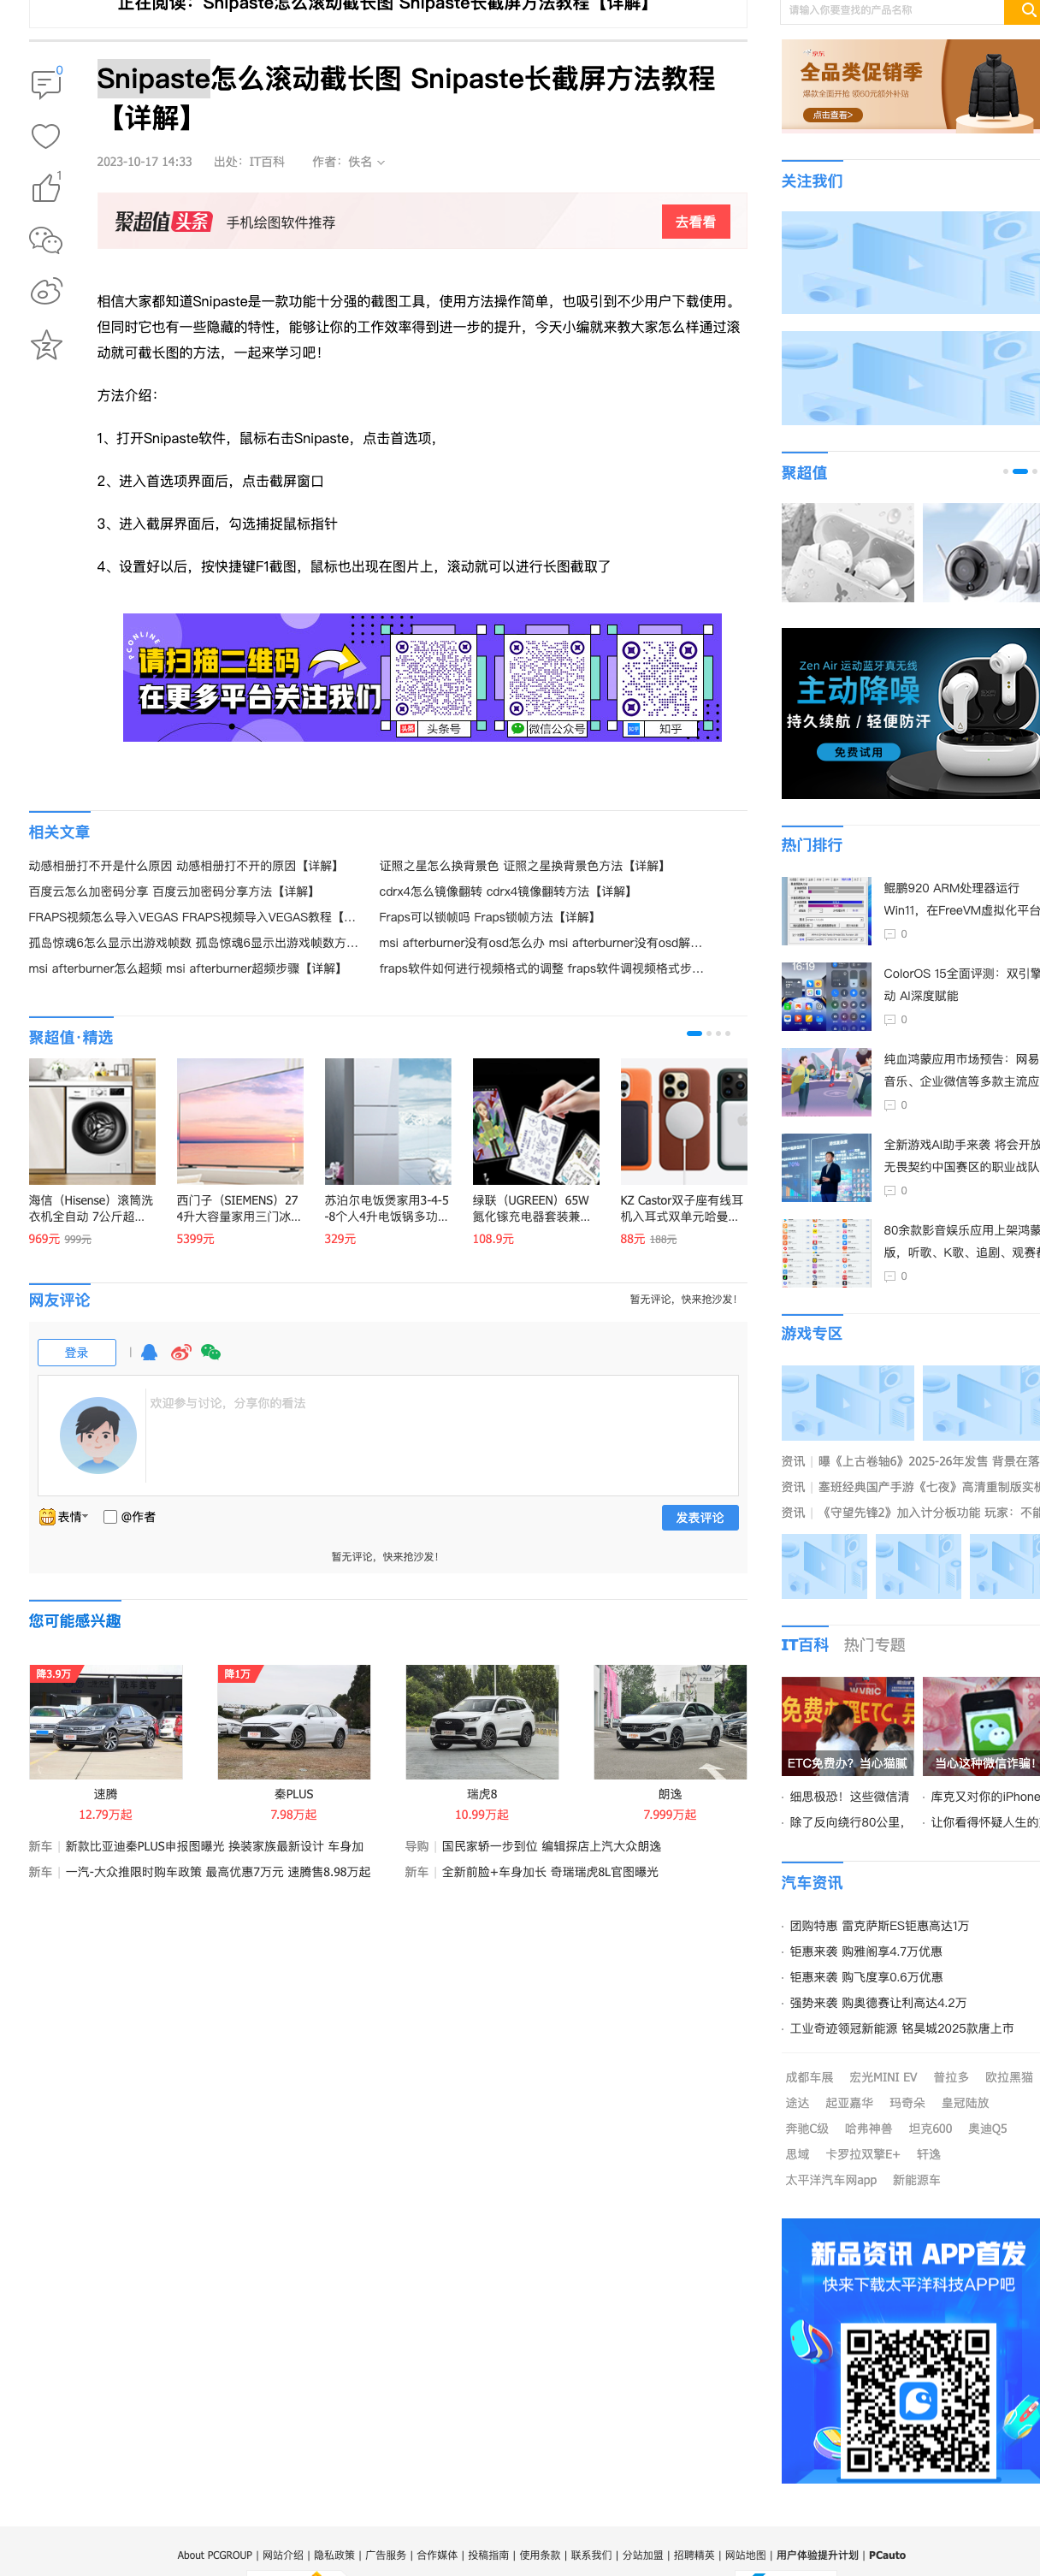 正在阅读：Snipaste怎么滚动截长图 Snipaste长截屏方法教程【详解】
请输入你要查找的产品名称
0
1
Snipaste怎么滚动截长图 Snipaste长截屏方法教程
【详解】
2023-10-17 14:33 出处：IT百科 作者：佚名
聚超值 头条 手机绘图软件推荐 去看看
相信大家都知道Snipaste是一款功能十分强的截图工具，使用方法操作简单，也吸引到不少用户下载使用。
但同时它也有一些隐藏的特性，能够让你的工作效率得到进一步的提升，今天小编就来教大家怎么样通过滚
动就可截长图的方法，一起来学习吧！
方法介绍：
1、打开Snipaste软件，鼠标右击Snipaste，点击首选项，
2、进入首选项界面后，点击截屏窗口
3、进入截屏界面后，勾选捕捉鼠标指针
4、设置好以后，按快捷键F1截图，鼠标也出现在图片上，滚动就可以进行长图截取了
PCONLINE
请扫描二维码
在更多平台关注我们
头条 头条号
微信公众号
知乎 知乎
相关文章
动感相册打不开是什么原因 动感相册打不开的原因【详解】
证照之星怎么换背景色 证照之星换背景色方法【详解】
百度云怎么加密码分享 百度云加密码分享方法【详解】
cdrx4怎么镜像翻转 cdrx4镜像翻转方法【详解】
FRAPS视频怎么导入VEGAS FRAPS视频导入VEGAS教程【...
Fraps可以锁帧吗 Fraps锁帧方法【详解】
孤岛惊魂6怎么显示出游戏帧数 孤岛惊魂6显示出游戏帧数方...
msi afterburner没有osd怎么办 msi afterburner没有osd解...
msi afterburner怎么超频 msi afterburner超频步骤【详解】
fraps软件如何进行视频格式的调整 fraps软件调视频格式步...
聚超值·精选
海信（Hisense）滚筒洗
衣机全自动 7公斤超...
969元 999元
西门子（SIEMENS）27
4升大容量家用三门冰...
5399元
苏泊尔电饭煲家用3-4-5
-8个人4升电饭锅多功...
329元
绿联（UGREEN）65W
氮化镓充电器套装兼...
108.9元
KZ Castor双子座有线耳
机入耳式双单元哈曼...
88元 188元
网友评论
暂无评论，快来抢沙发！
登录
欢迎参与讨论，分享你的看法
表情 @作者 发表评论
暂无评论，快来抢沙发！
您可能感兴趣
降3.9万
速腾
12.79万起
降1万
秦PLUS
7.98万起
瑞虎8
10.99万起
朗逸
7.999万起
新车 | 新款比亚迪秦PLUS申报图曝光 换装家族最新设计 车身加
新车 | 一汽-大众推限时购车政策 最高优惠7万元 速腾售8.98万起
导购 | 国民家轿一步到位 编辑探店上汽大众朗逸
新车 | 全新前脸+车身加长 奇瑞瑞虎8L官图曝光
京东
全品类促销季
爆款全面开抢 领60元额外补贴
点击查看>
关注我们
聚超值
Zen Air 运动蓝牙真无线
主动降噪
持久续航 / 轻便防汗
免费试用
热门排行
鲲鹏920 ARM处理器运行
Win11，在FreeVM虚拟化平台
0
16:19
ColorOS 15全面评测：双引擎
动 AI深度赋能
0
纯血鸿蒙应用市场预告：网易
音乐、企业微信等多款主流应
0
全新游戏AI助手来袭 将会开放
无畏契约中国赛区的职业战队
0
80余款影音娱乐应用上架鸿蒙
版，听歌、K歌、追剧、观赛都
0
游戏专区
资讯 | 曝《上古卷轴6》2025-26年发售 背景在落
资讯 | 塞班经典国产手游《七夜》高清重制版实机
资讯 | 《守望先锋2》加入计分板功能 玩家：不能
IT百科 热门专题
免费办理ETC,另
ETC免费办？当心猫腻
当心这种微信诈骗！
· 细思极恐！这些微信清
· 库克又对你的iPhone
· 除了反向绕行80公里，
· 让你看得怀疑人生的
汽车资讯
· 团购特惠 雷克萨斯ES钜惠高达1万
· 钜惠来袭 购雅阁享4.7万优惠
· 钜惠来袭 购飞度享0.6万优惠
· 强势来袭 购奥德赛让利高达4.2万
· 工业奇迹领冠新能源 铭昊城2025款唐上市
成都车展 宏光MINI EV 普拉多 欧拉黑猫
途达 起亚嘉华 玛奇朵 皇冠陆放
奔驰C级 哈弗神兽 坦克600 奥迪Q5
思域 卡罗拉双擎E+ 轩逸
太平洋汽车网app 新能源车
新品资讯 APP首发
快来下载太平洋科技APP吧
About PCGROUP | 网站介绍 | 隐私政策 | 广告服务 | 合作媒体 | 投稿指南 | 使用条款 | 联系我们 | 分站加盟 | 招聘英才 | 网站地图 | 用户体验提升计划 | PCauto